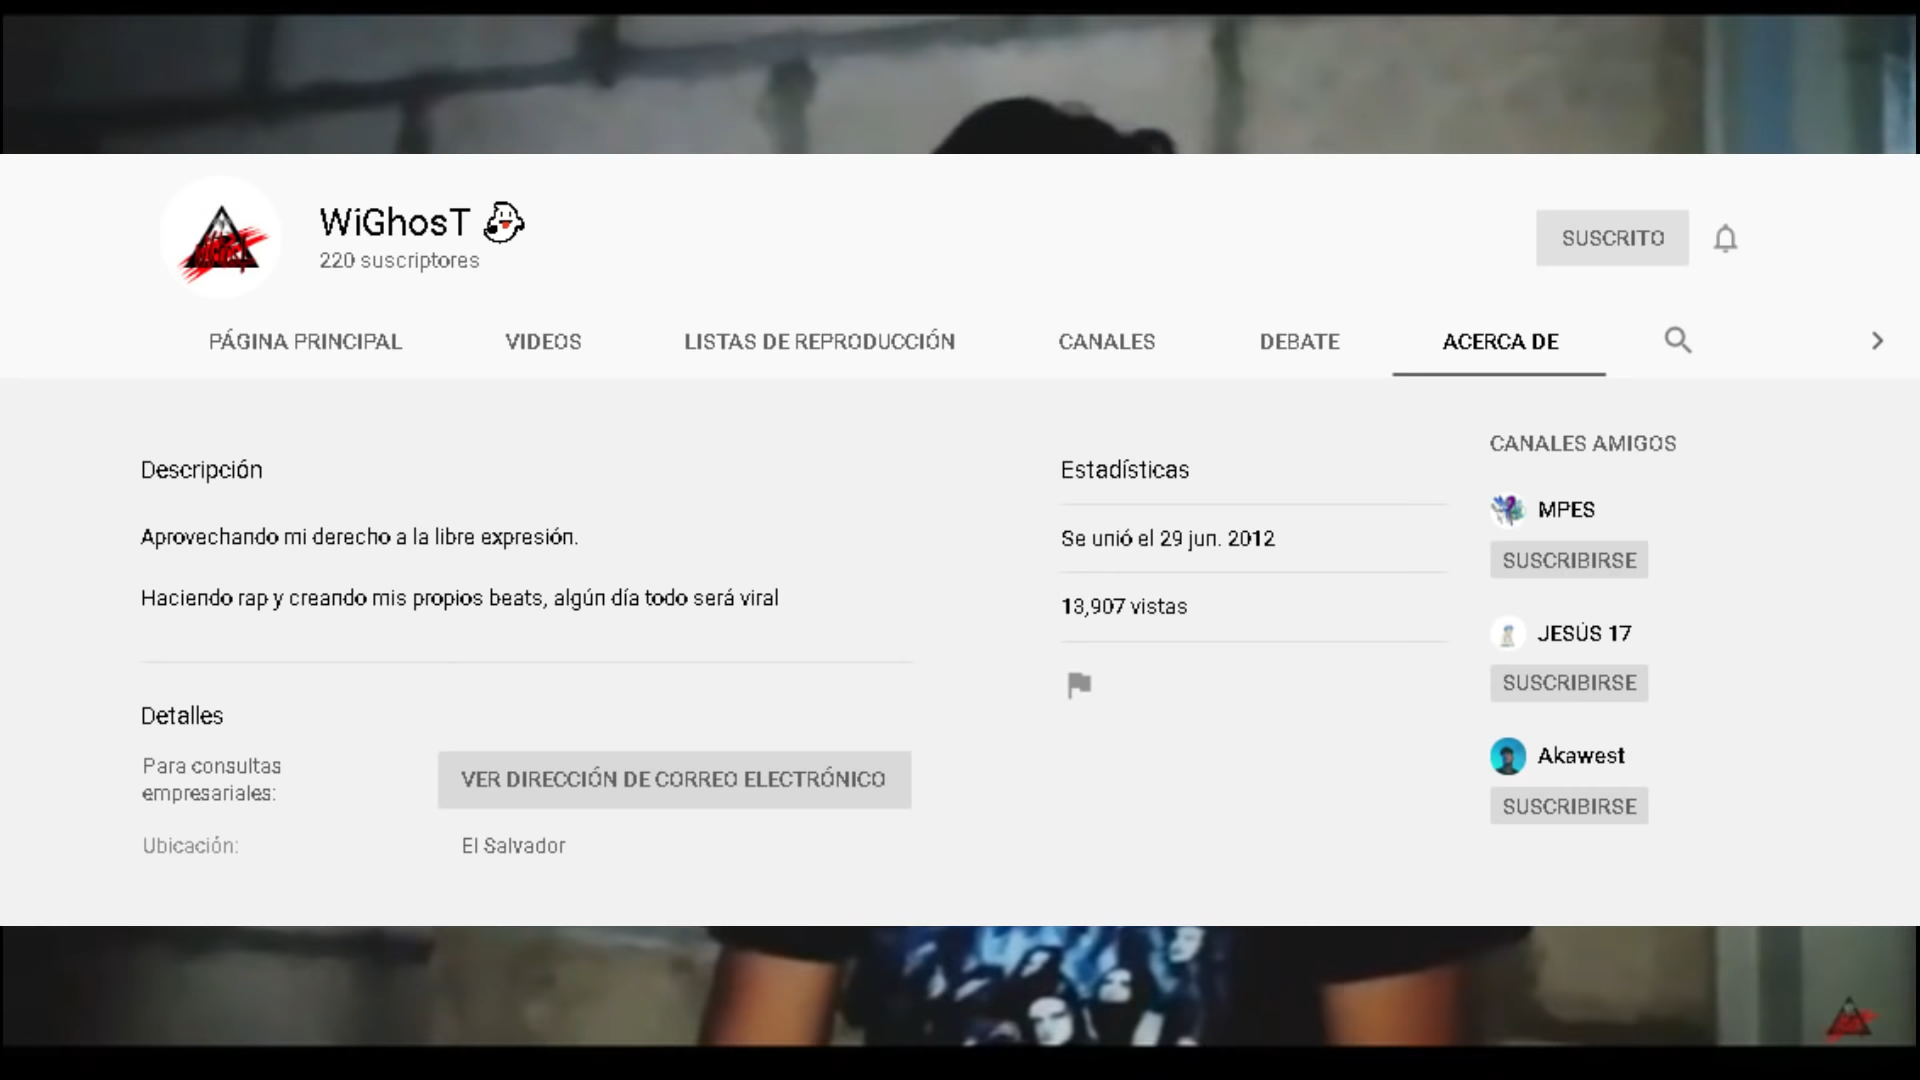 WiGhosT
220 suscriptores
SUSCRITO
PÁGINA PRINCIPAL
VIDEOS
LISTAS DE REPRODUCCIÓN
CANALES
DEBATE
ACERCA DE
Descripción
Aprovechando mi derecho a la libre expresión.
Haciendo rap y creando mis propios beats, algún día todo será viral
Detalles
Para consultas
empresariales:
VER DIRECCIÓN DE CORREO ELECTRÓNICO
Ubicación:
El Salvador
Estadísticas
Se unió el 29 jun. 2012
13,907 vistas
CANALES AMIGOS
MPES
SUSCRIBIRSE
JESÚS 17
SUSCRIBIRSE
Akawest
SUSCRIBIRSE